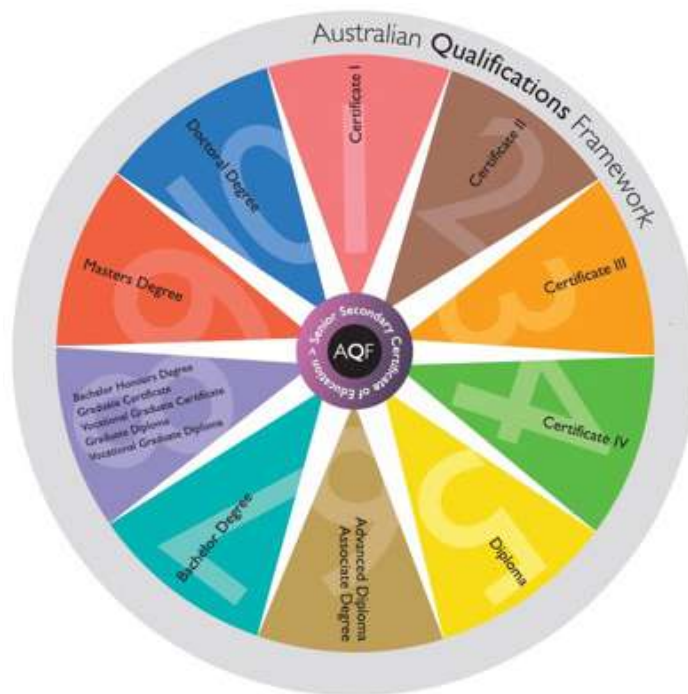 Australian Qualifications Framework
1
Certificate I
2
Certificate II
3
Certificate III
4
Certificate IV
5
Diploma
6
Advanced Diploma
Associate Degree
7
Bachelor Degree
8
Bachelor Honours Degree
Graduate Certificate
Vocational Graduate Certificate
Graduate Diploma
Vocational Graduate Diploma
9
Masters Degree
10
Doctoral Degree
Senior Secondary Certificate of Education >
AQF